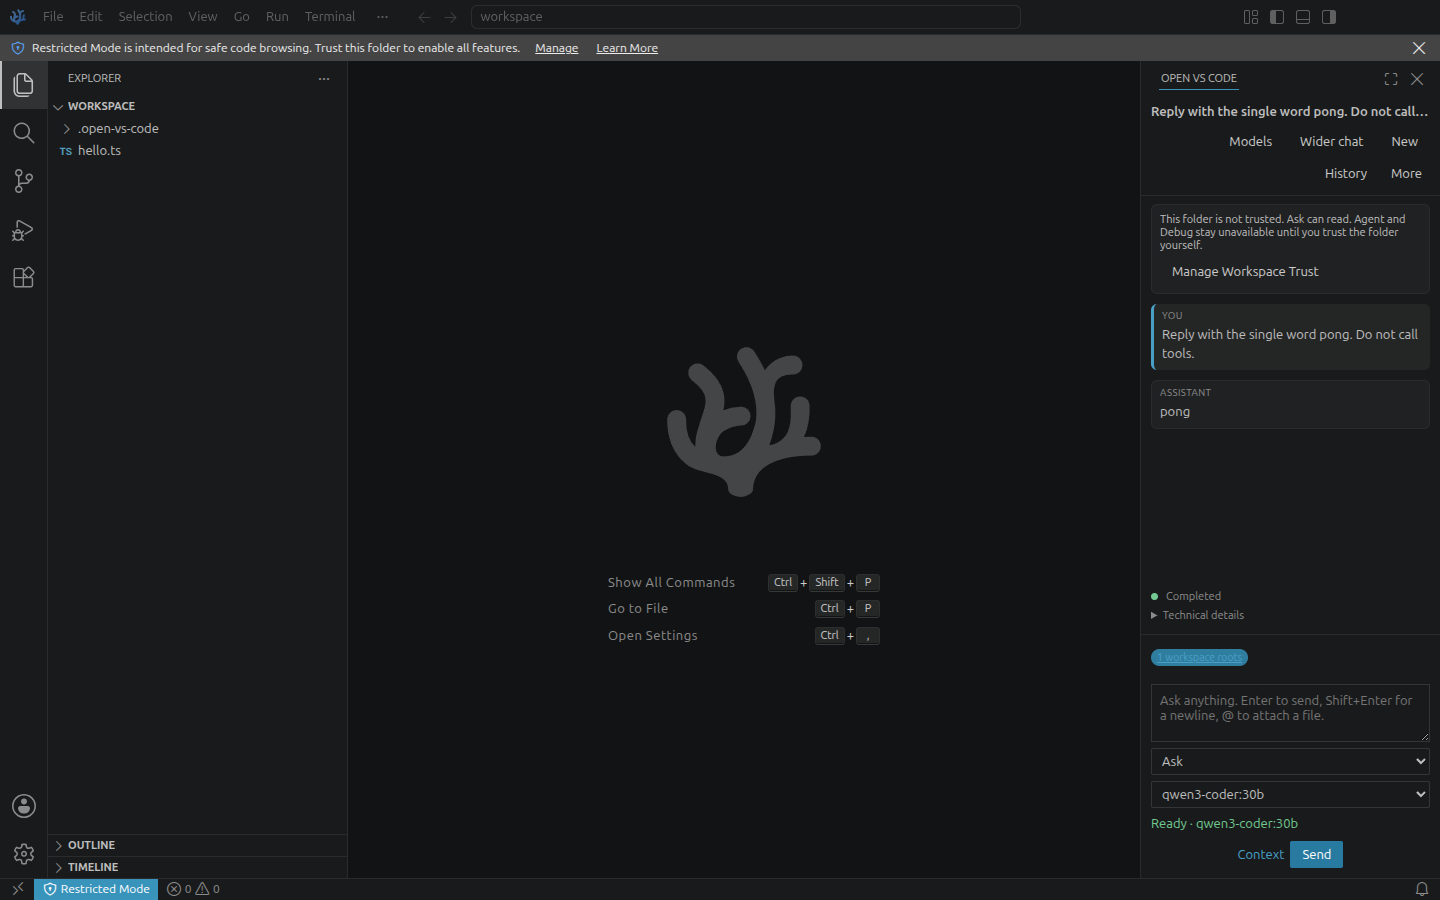 File Edit Selection View Go Run Terminal ···
workspace
Restricted Mode is intended for safe code browsing. Trust this folder to enable all features. Manage Learn More
EXPLORER
WORKSPACE
.open-vs-code
TS hello.ts
OUTLINE
TIMELINE
Show All Commands Ctrl + Shift + P
Go to File Ctrl + P
Open Settings Ctrl + ,
OPEN VS CODE
Reply with the single word pong. Do not call...
Models Wider chat New
History More
This folder is not trusted. Ask can read. Agent and
Debug stay unavailable until you trust the folder
yourself.
Manage Workspace Trust
YOU
Reply with the single word pong. Do not call
tools.
ASSISTANT
pong
Completed
Technical details
1 workspace roots
Ask anything. Enter to send, Shift+Enter for
a newline, @ to attach a file.
Ask
qwen3-coder:30b
Ready · qwen3-coder:30b
Context Send
Restricted Mode 0 0